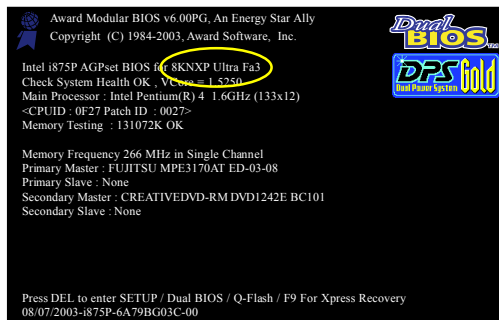 Award Modular BIOS v6.00PG, An Energy Star Ally
Copyright (C) 1984-2003, Award Software, Inc.
Dual
BIOS
Intel i875P AGPset BIOS for 8KNXP Ultra Fa3
Check System Health OK , VCore = 1.5250
Main Processor : Intel Pentium(R) 4 1.6GHz (133x12)
<CPUID : 0F27 Patch ID : 0027>
Memory Testing : 131072K OK
DPS Gold
Dual Power System
Memory Frequency 266 MHz in Single Channel
Primary Master : FUJITSU MPE3170AT ED-03-08
Primary Slave : None
Secondary Master : CREATIVEDVD-RM DVD1242E BC101
Secondary Slave : None
Press DEL to enter SETUP / Dual BIOS / Q-Flash / F9 For Xpress Recovery
08/07/2003-i875P-6A79BG03C-00